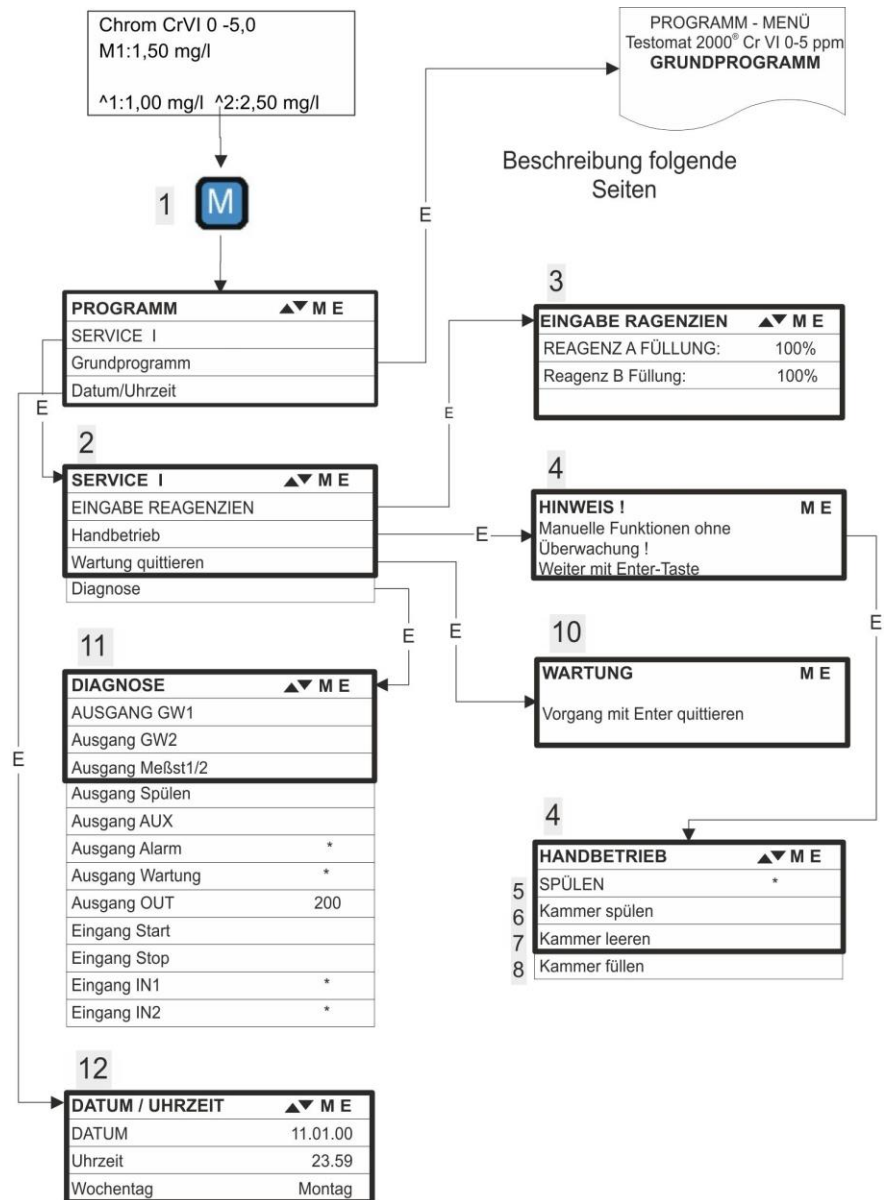 Chrom CrVI 0 -5,0
M1:1,50 mg/l
^1:1,00 mg/l ^2:2,50 mg/l
PROGRAMM - MENÜ
Testomat 2000® Cr VI 0-5 ppm
GRUNDPROGRAMM
Beschreibung folgende
Seiten
1 M
E
PROGRAMM ▲▼ M E
SERVICE I
Grundprogramm
Datum/Uhrzeit
E
3
EINGABE RAGENZIEN ▲▼ M E
REAGENZ A FÜLLUNG: 100%
Reagenz B Füllung: 100%
E
2
SERVICE I ▲▼ M E
EINGABE REAGENZIEN
Handbetrieb
Wartung quittieren
Diagnose
E
4
HINWEIS ! M E
Manuelle Funktionen ohne
Überwachung !
Weiter mit Enter-Taste
E
E
E
10
WARTUNG M E
Vorgang mit Enter quittieren
11
DIAGNOSE ▲▼ M E
AUSGANG GW1
Ausgang GW2
Ausgang Meßst1/2
Ausgang Spülen
Ausgang AUX
Ausgang Alarm *
Ausgang Wartung *
Ausgang OUT 200
Eingang Start
Eingang Stop
Eingang IN1 *
Eingang IN2 *
E
4
HANDBETRIEB ▲▼ M E
5 SPÜLEN *
6 Kammer spülen
7 Kammer leeren
8 Kammer füllen
12
DATUM / UHRZEIT ▲▼ M E
DATUM 11.01.00
Uhrzeit 23.59
Wochentag Montag